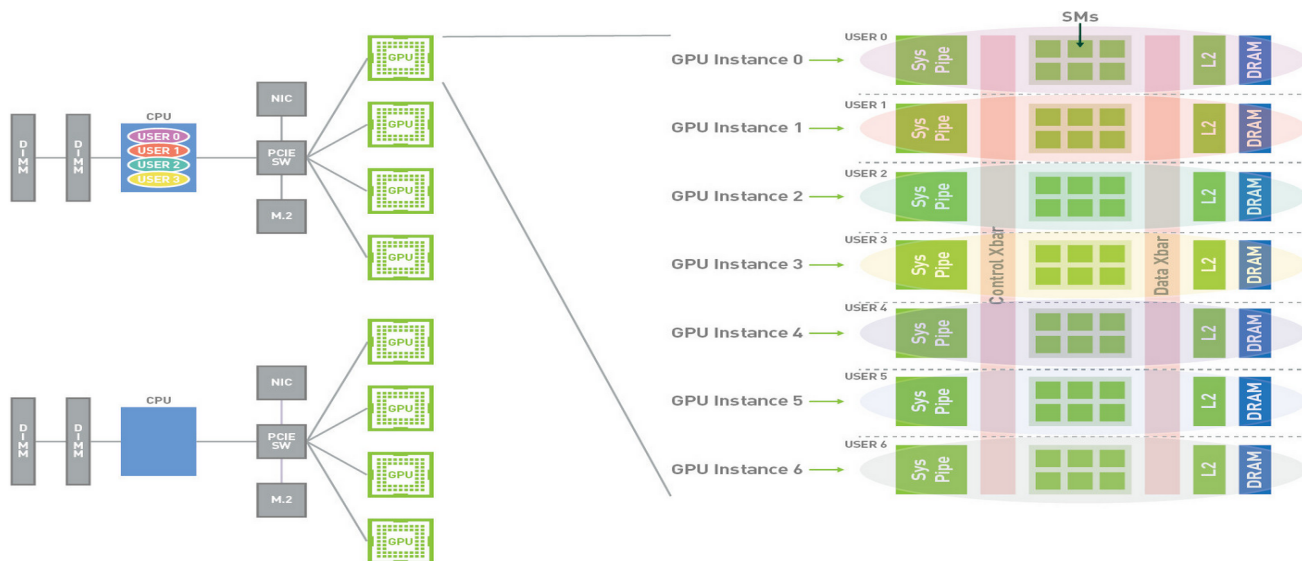 SMs
CPU
USER 0
USER 1
USER 2
USER 3
DIMM
DIMM
NIC
PCIE
SW
M.2
GPU
GPU
GPU
GPU
CPU
DIMM
DIMM
NIC
PCIE
SW
M.2
GPU
GPU
GPU
GPU
GPU Instance 0
USER 0
Sys
Pipe
L2
DRAM
GPU Instance 1
USER 1
Sys
Pipe
L2
DRAM
GPU Instance 2
USER 2
Sys
Pipe
L2
DRAM
GPU Instance 3
USER 3
Sys
Pipe
Control Xbar
Data Xbar
L2
DRAM
GPU Instance 4
USER 4
Sys
Pipe
L2
DRAM
GPU Instance 5
USER 5
Sys
Pipe
L2
DRAM
GPU Instance 6
USER 6
Sys
Pipe
L2
DRAM